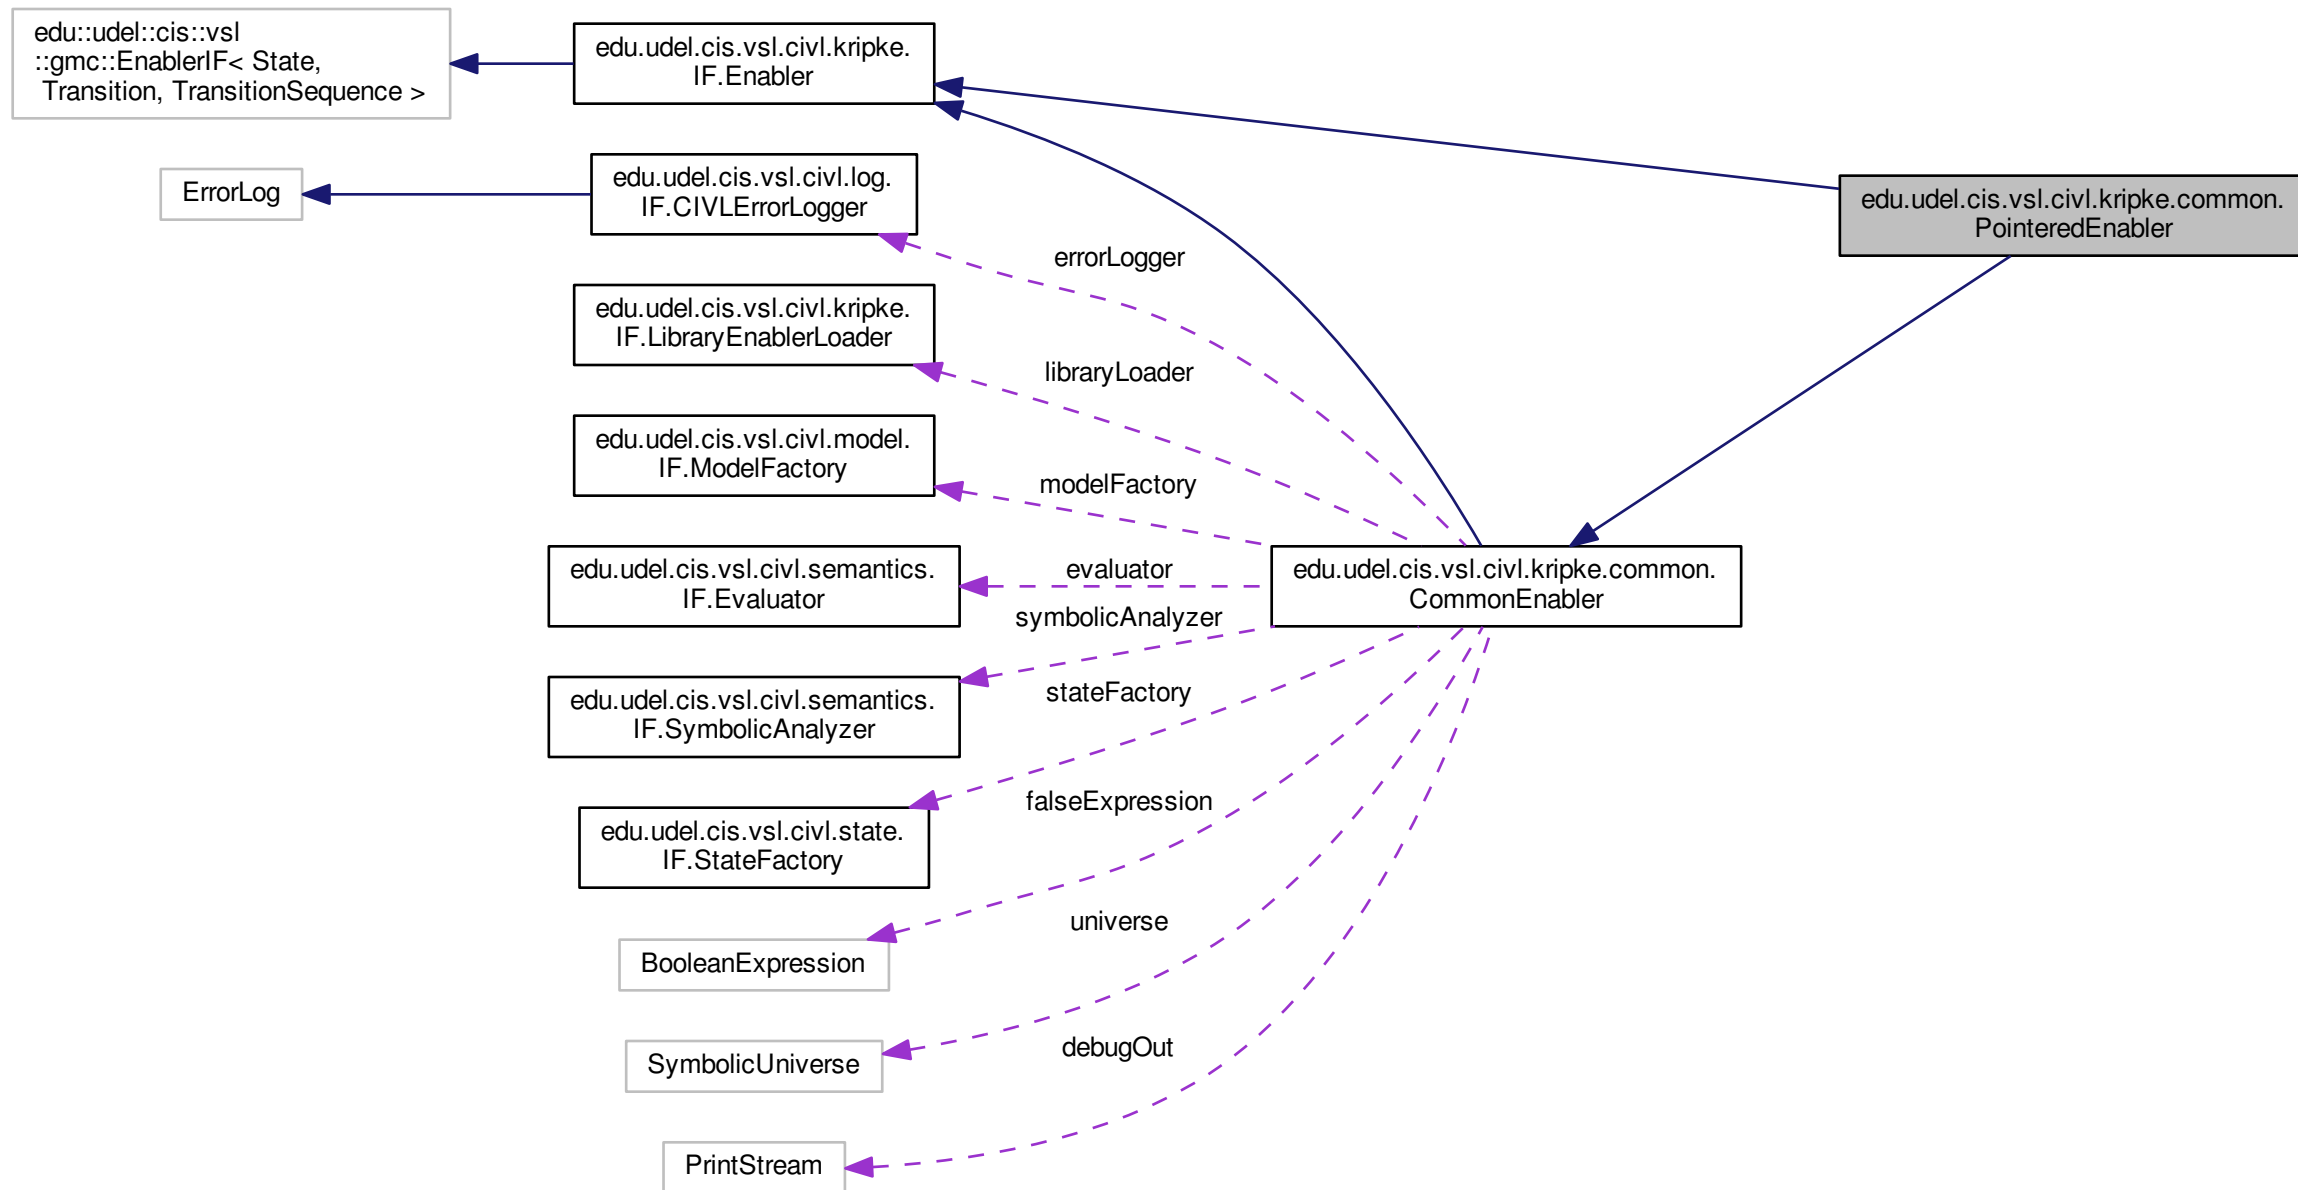 edu::udel::cis::vsl
::gmc::EnablerIF< State,
Transition, TransitionSequence >
edu.udel.cis.vsl.civl.kripke.
IF.Enabler
ErrorLog
edu.udel.cis.vsl.civl.log.
IF.CIVLErrorLogger
edu.udel.cis.vsl.civl.kripke.common.
PointeredEnabler
errorLogger
edu.udel.cis.vsl.civl.kripke.
IF.LibraryEnablerLoader
libraryLoader
edu.udel.cis.vsl.civl.model.
IF.ModelFactory
modelFactory
edu.udel.cis.vsl.civl.semantics.
IF.Evaluator
evaluator
edu.udel.cis.vsl.civl.kripke.common.
CommonEnabler
symbolicAnalyzer
edu.udel.cis.vsl.civl.semantics.
IF.SymbolicAnalyzer
stateFactory
edu.udel.cis.vsl.civl.state.
IF.StateFactory
falseExpression
BooleanExpression
universe
SymbolicUniverse
debugOut
PrintStream